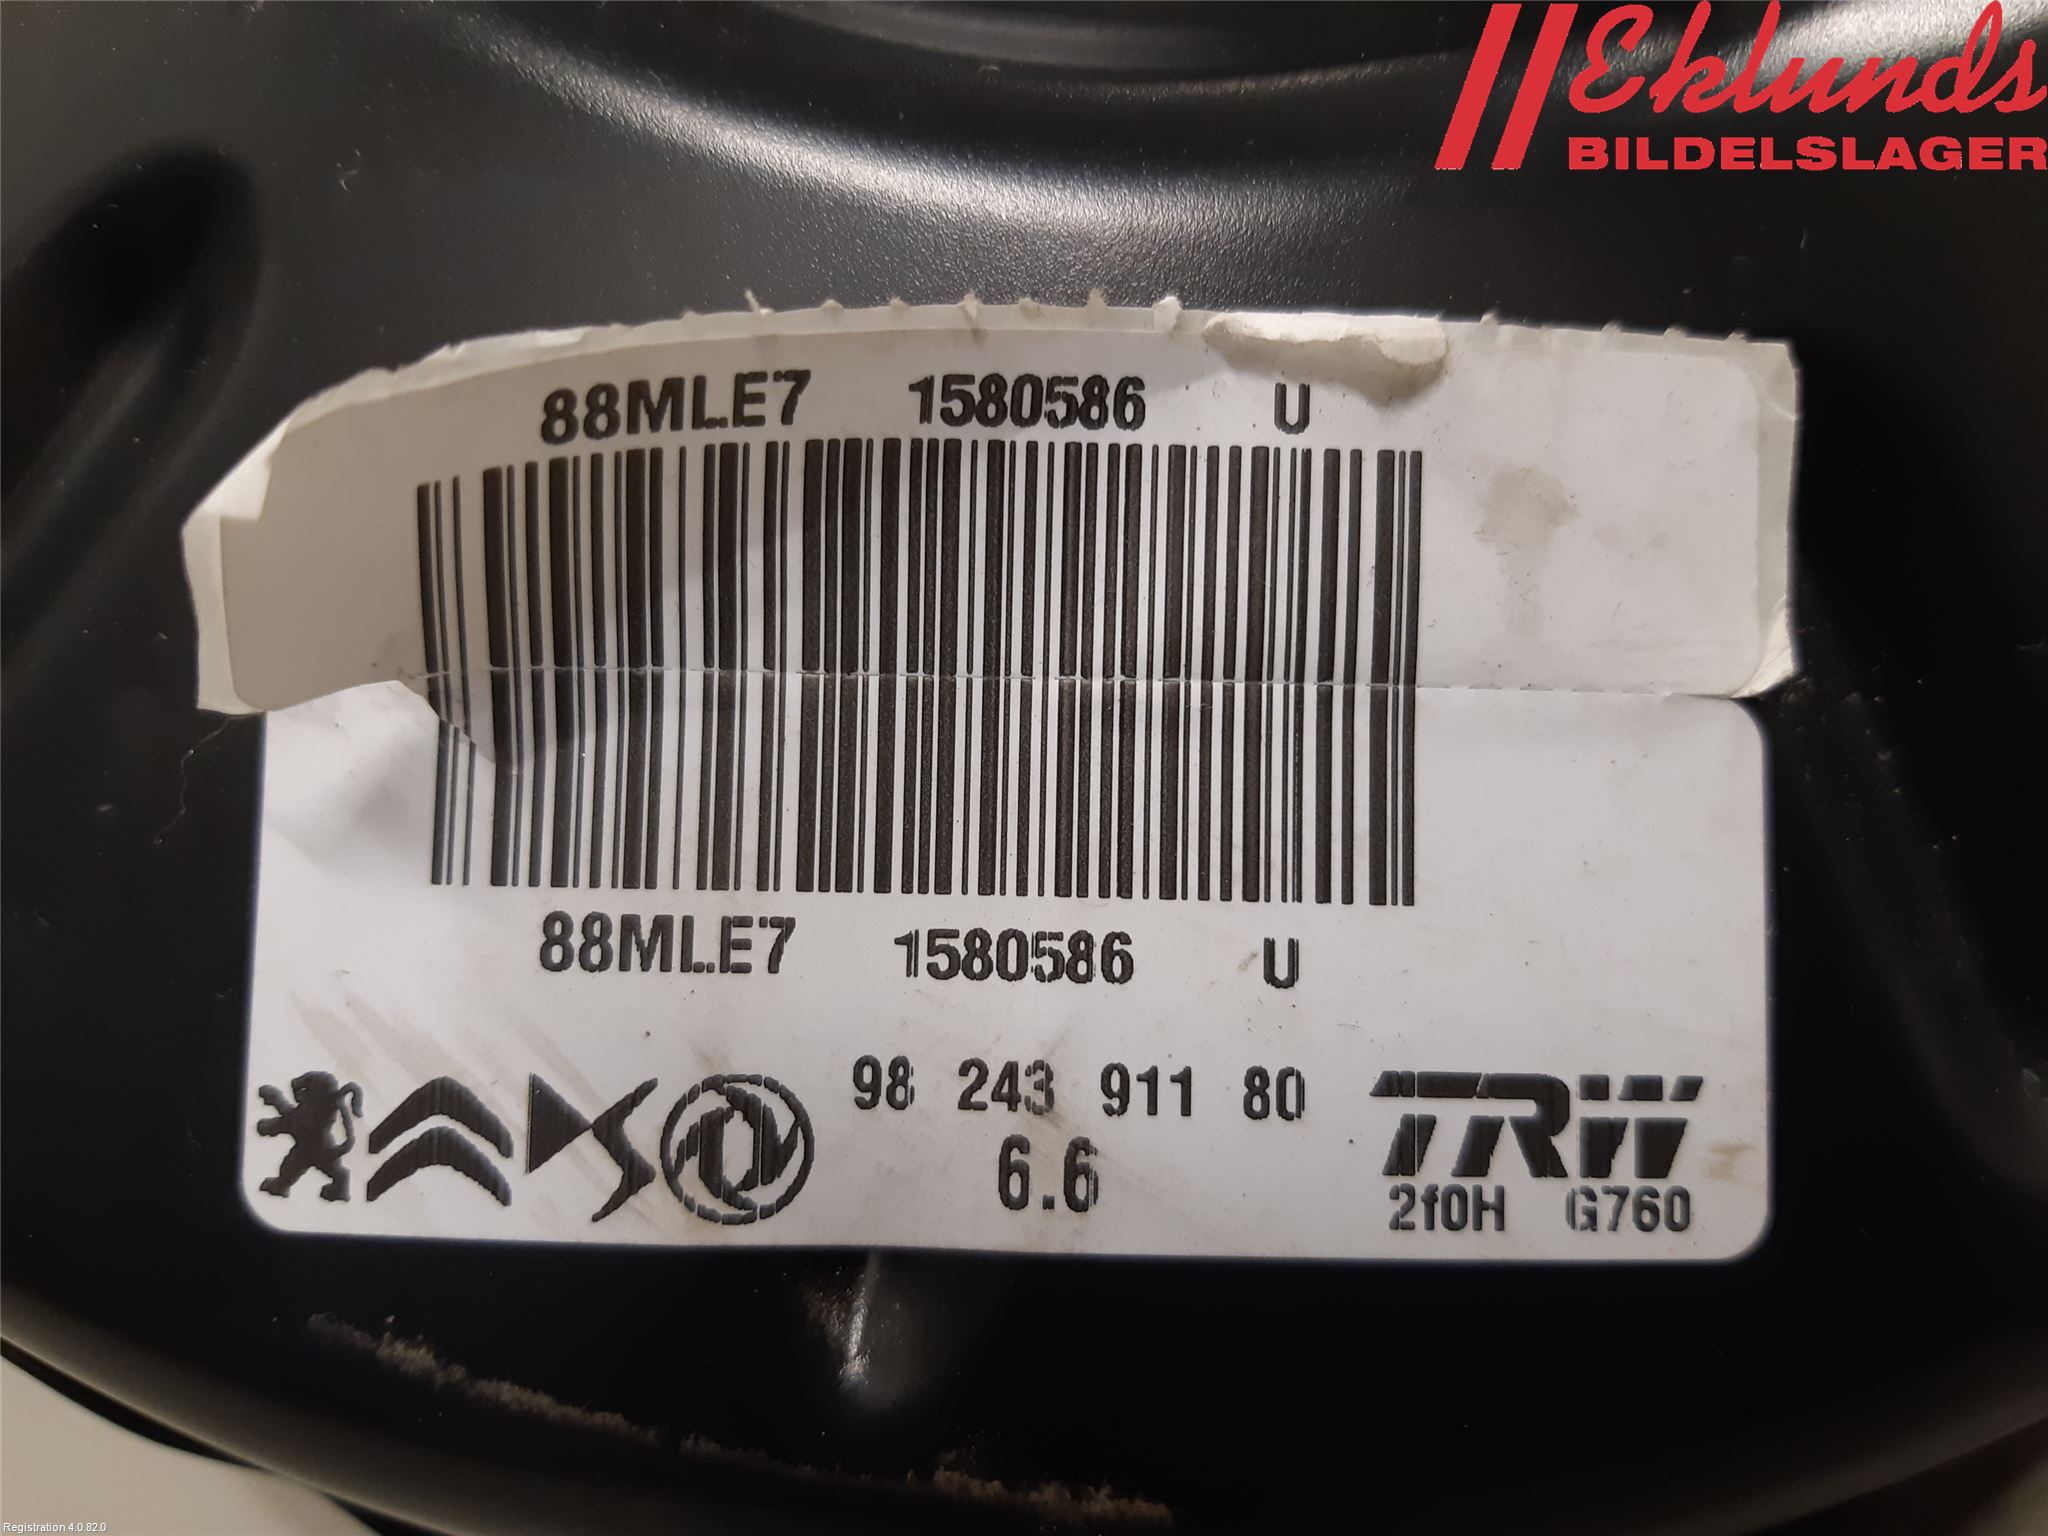 Eklunds
BILDELSLAGER
88MLE7 1580586 U
88MLE7 1580586 U
DS 98 243 911 80 TRW
6.6
2f0H G760
Registration 4.0.82.0